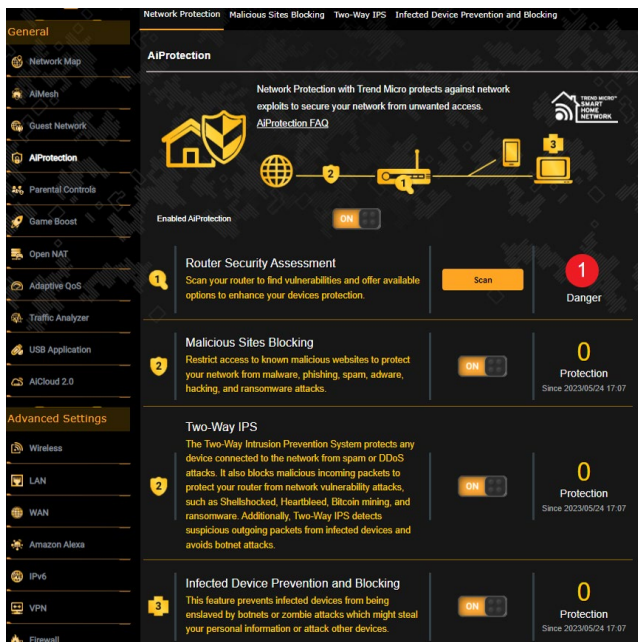 Network Protection Malicious Sites Blocking Two-Way IPS Infected Device Prevention and Blocking
General
Network Map
AiMesh
Guest Network
AiProtection
Parental Controls
Game Boost
Open NAT
Adaptive QoS
Traffic Analyzer
USB Application
AiCloud 2.0
Advanced Settings
Wireless
LAN
WAN
Amazon Alexa
IPv6
VPN
Firewall
AiProtection
Network Protection with Trend Micro protects against network
exploits to secure your network from unwanted access.
AiProtection FAQ
TREND MICRO™
SMART
HOME
NETWORK
2
1
3
Enabled AiProtection
ON
1
Router Security Assessment
Scan your router to find vulnerabilities and offer available
options to enhance your devices protection.
Scan
1
Danger
2
Malicious Sites Blocking
Restrict access to known malicious websites to protect
your network from malware, phishing, spam, adware,
hacking, and ransomware attacks.
ON
0
Protection
Since 2023/05/24 17:07
2
Two-Way IPS
The Two-Way Intrusion Prevention System protects any
device connected to the network from spam or DDoS
attacks. It also blocks malicious incoming packets to
protect your router from network vulnerability attacks,
such as Shellshocked, Heartbleed, Bitcoin mining, and
ransomware. Additionally, Two-Way IPS detects
suspicious outgoing packets from infected devices and
avoids botnet attacks.
ON
0
Protection
Since 2023/05/24 17:07
3
Infected Device Prevention and Blocking
This feature prevents infected devices from being
enslaved by botnets or zombie attacks which might steal
your personal information or attack other devices.
ON
0
Protection
Since 2023/05/24 17:07